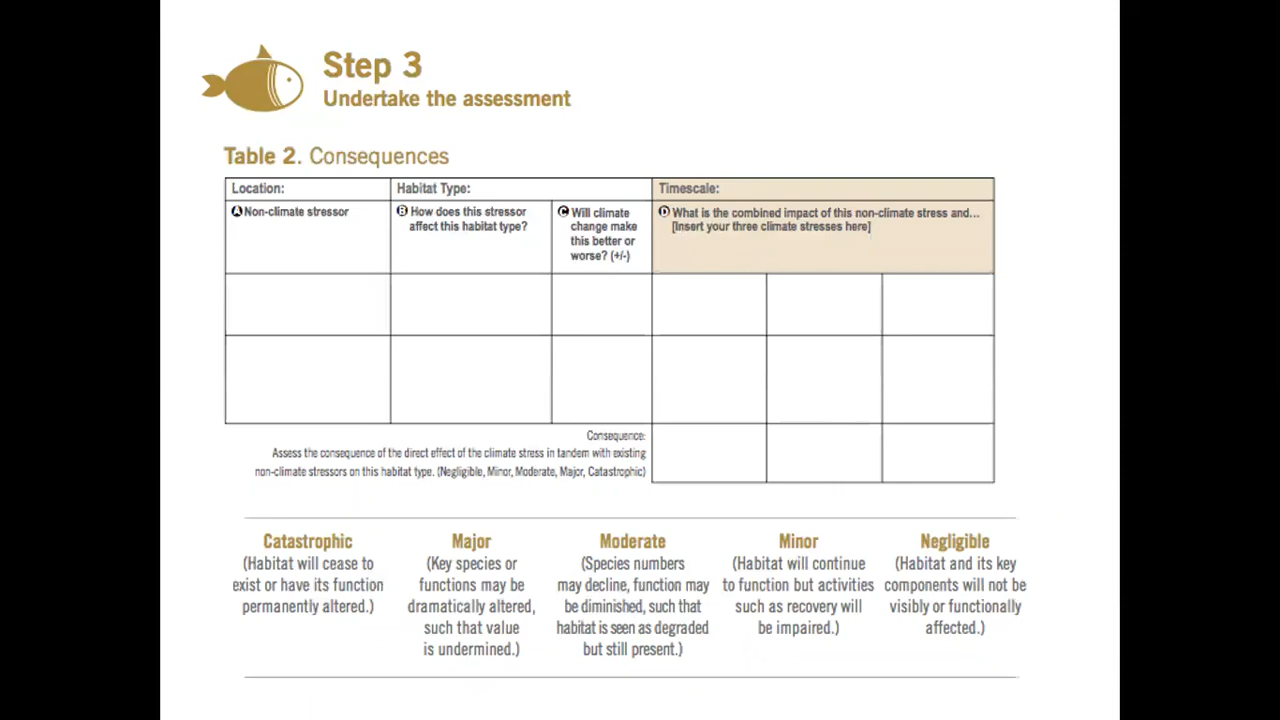 Step 3
Undertake the assessment
Table 2. Consequences
Location:
Habitat Type:
Timescale:
A Non-climate stressor
B How does this stressor
affect this habitat type?
C Will climate
change make
this better or
worse? (+/-)
D What is the combined impact of this non-climate stress and...
[Insert your three climate stresses here]
Consequence:
Assess the consequence of the direct effect of the climate stress in tandem with existing
non-climate stressors on this habitat type. (Negligible, Minor, Moderate, Major, Catastrophic)
Catastrophic
(Habitat will cease to
exist or have its function
permanently altered.)
Major
(Key species or
functions may be
dramatically altered,
such that value
is undermined.)
Moderate
(Species numbers
may decline, function may
be diminished, such that
habitat is seen as degraded
but still present.)
Minor
(Habitat will continue
to function but activities
such as recovery will
be impaired.)
Negligible
(Habitat and its key
components will not be
visibly or functionally
affected.)